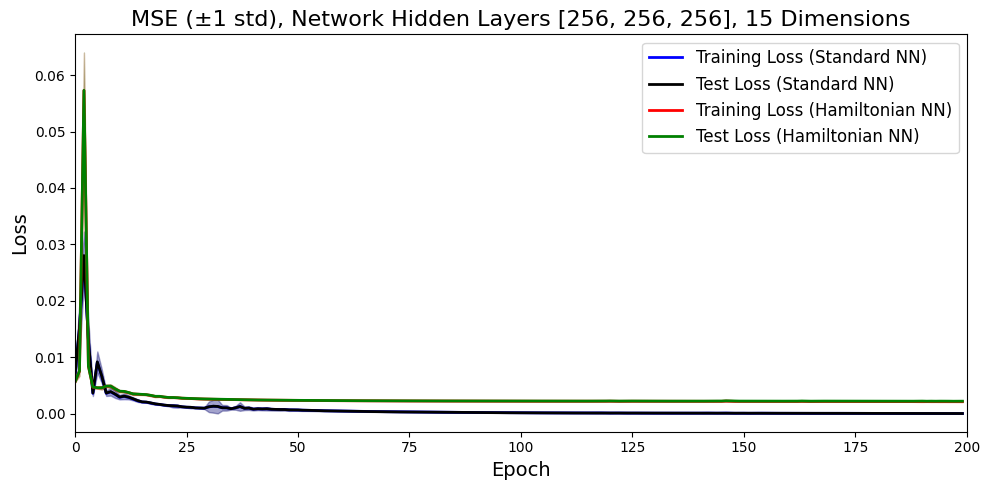 MSE (±1 std), Network Hidden Layers [256, 256, 256], 15 Dimensions
Training Loss (Standard NN)
Test Loss (Standard NN)
Training Loss (Hamiltonian NN)
Test Loss (Hamiltonian NN)
Loss
0.06
0.05
0.04
0.03
0.02
0.01
0.00
0 25 50 75 100 125 150 175 200
Epoch